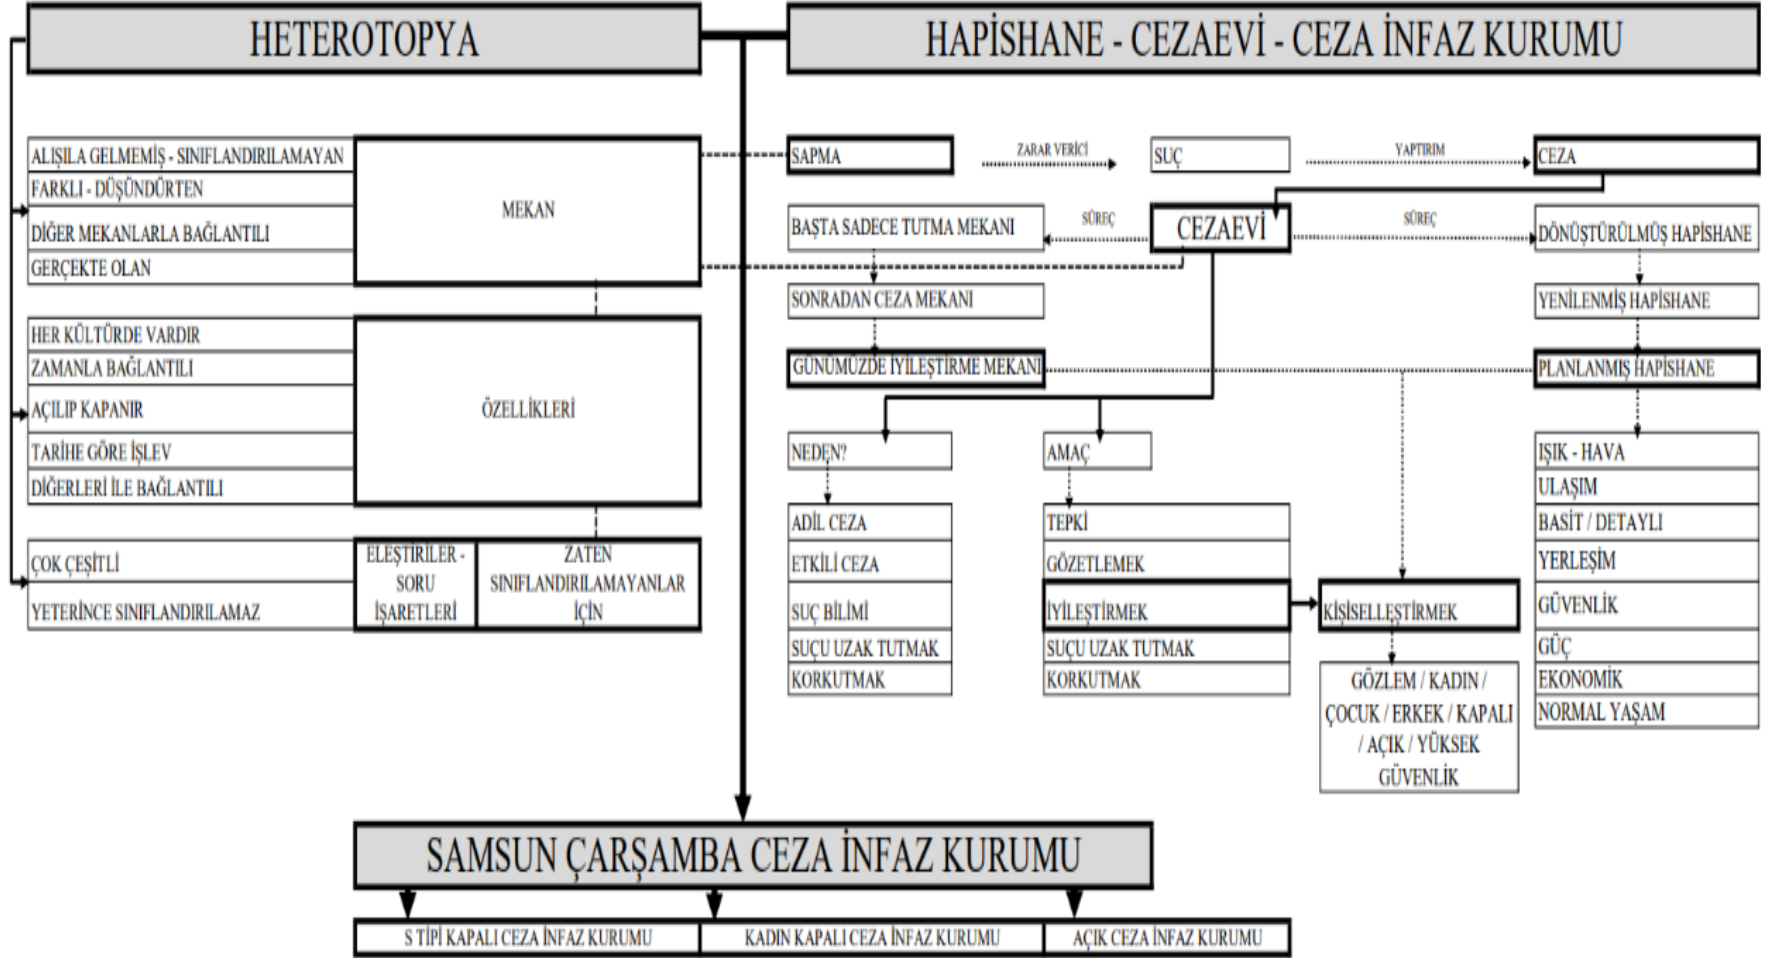 HETEROTOPYA
HAPİSHANE - CEZAEVİ - CEZA İNFAZ KURUMU
ALIŞILA GELMEMİŞ - SINIFLANDIRILAMAYAN
FARKLI - DÜŞÜNDÜRTEN
DİĞER MEKANLARLA BAĞLANTILI
GERÇEKTE OLAN
MEKAN
HER KÜLTÜRDE VARDIR
ZAMANLA BAĞLANTILI
AÇILIP KAPANIR
TARİHE GÖRE İŞLEV
DİĞERLERİ İLE BAĞLANTILI
ÖZELLİKLERİ
ÇOK ÇEŞİTLİ
YETERİNCE SINIFLANDIRILAMAZ
ELEŞTİRİLER -
SORU
İŞARETLERİ
ZATEN
SINIFLANDIRILAMAYANLAR
İÇİN
SAPMA
ZARAR VERİCİ
SUÇ
YAPTIRIM
CEZA
BAŞTA SADECE TUTMA MEKANI
SÜREÇ
CEZAEVİ
SÜREÇ
DÖNÜŞTÜRÜLMÜŞ HAPİSHANE
SONRADAN CEZA MEKANI
YENİLENMİŞ HAPİSHANE
GÜNÜMÜZDE İYİLEŞTİRME MEKANI
PLANLANMIŞ HAPİSHANE
NEDEN?
ADİL CEZA
ETKİLİ CEZA
SUÇ BİLİMİ
SUÇU UZAK TUTMAK
KORKUTMAK
AMAÇ
TEPKİ
GÖZETLEMEK
İYİLEŞTİRMEK
SUÇU UZAK TUTMAK
KORKUTMAK
KİŞİSELLEŞTİRMEK
GÖZLEM / KADIN /
ÇOCUK / ERKEK / KAPALI
/ AÇIK / YÜKSEK
GÜVENLİK
IŞIK - HAVA
ULAŞIM
BASİT / DETAYLI
YERLEŞİM
GÜVENLİK
GÜÇ
EKONOMİK
NORMAL YAŞAM
SAMSUN ÇARŞAMBA CEZA İNFAZ KURUMU
S TİPİ KAPALI CEZA İNFAZ KURUMU
KADIN KAPALI CEZA İNFAZ KURUMU
AÇIK CEZA İNFAZ KURUMU